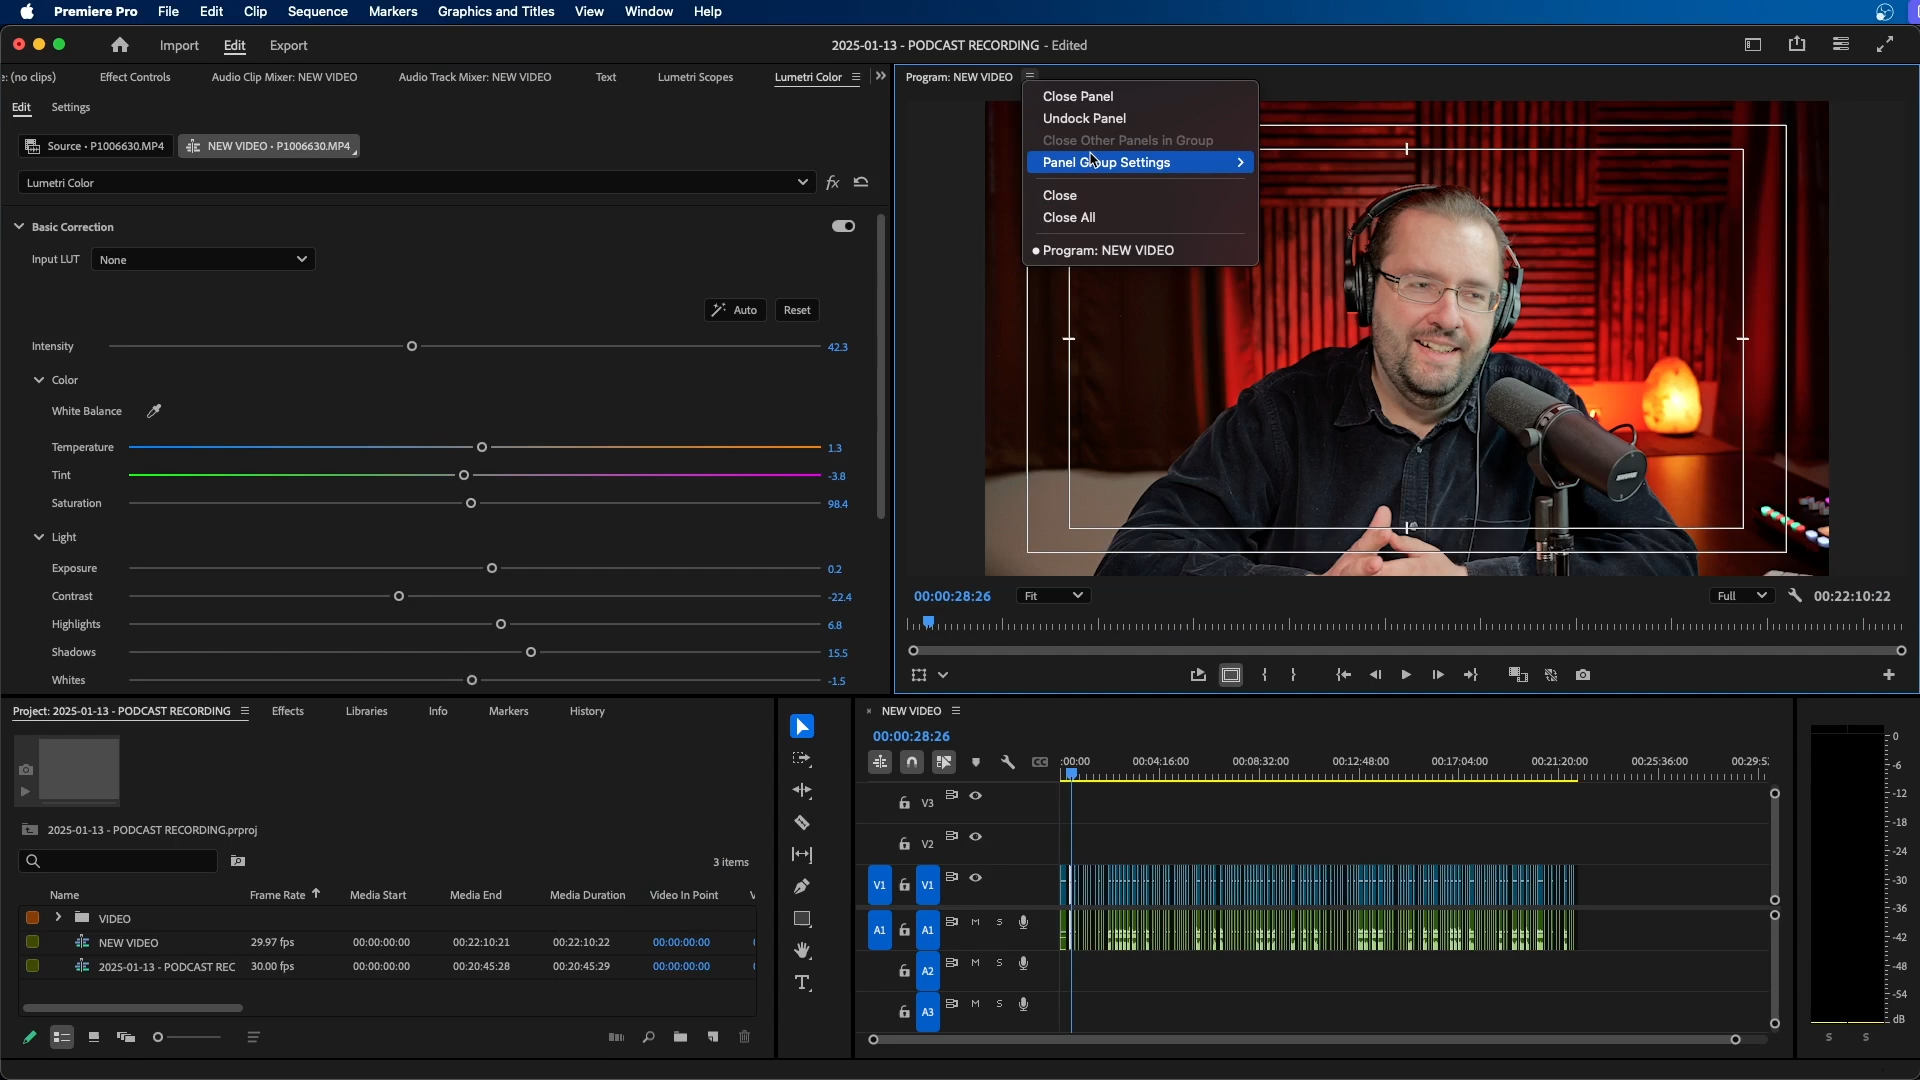 Premiere Pro File Edit Clip Sequence Markers Graphics and Titles View Window Help
Import Edit Export 2025-01-13 - PODCAST RECORDING - Edited
e: (no clips) Effect Controls Audio Clip Mixer: NEW VIDEO Audio Track Mixer: NEW VIDEO Text Lumetri Scopes Lumetri Color
Edit Settings
Source • P1006630.MP4 NEW VIDEO • P1006630.MP4
Lumetri Color fx
Basic Correction
Input LUT None
Auto Reset
Intensity 42.3
Color
White Balance
Temperature 1.3
Tint -3.8
Saturation 98.4
Light
Exposure 0.2
Contrast -22.4
Highlights 6.8
Shadows 15.5
Whites -1.5
Program: NEW VIDEO
Close Panel
Undock Panel
Close Other Panels in Group
Panel Group Settings
Close
Close All
Program: NEW VIDEO
SHURE
00:00:28:26 Fit Full 00:22:10:22
Project: 2025-01-13 - PODCAST RECORDING Effects Libraries Info Markers History
2025-01-13 - PODCAST RECORDING.prproj
3 items
Name Frame Rate Media Start Media End Media Duration Video In Point V
VIDEO
NEW VIDEO 29.97 fps 00:00:00:00 00:22:10:21 00:22:10:22 00:00:00:00
2025-01-13 - PODCAST REC 30.00 fps 00:00:00:00 00:20:45:28 00:20:45:29 00:00:00:00
T
× NEW VIDEO
00:00:28:26
CC :00:00 00:04:16:00 00:08:32:00 00:12:48:00 00:17:04:00 00:21:20:00 00:25:36:00 00:29:5
V3
V2
V1 V1
A1 A1 M S
A2 M S
A3 M S
0
-6
-12
-18
-24
-30
-36
-42
-48
-54
dB
S S